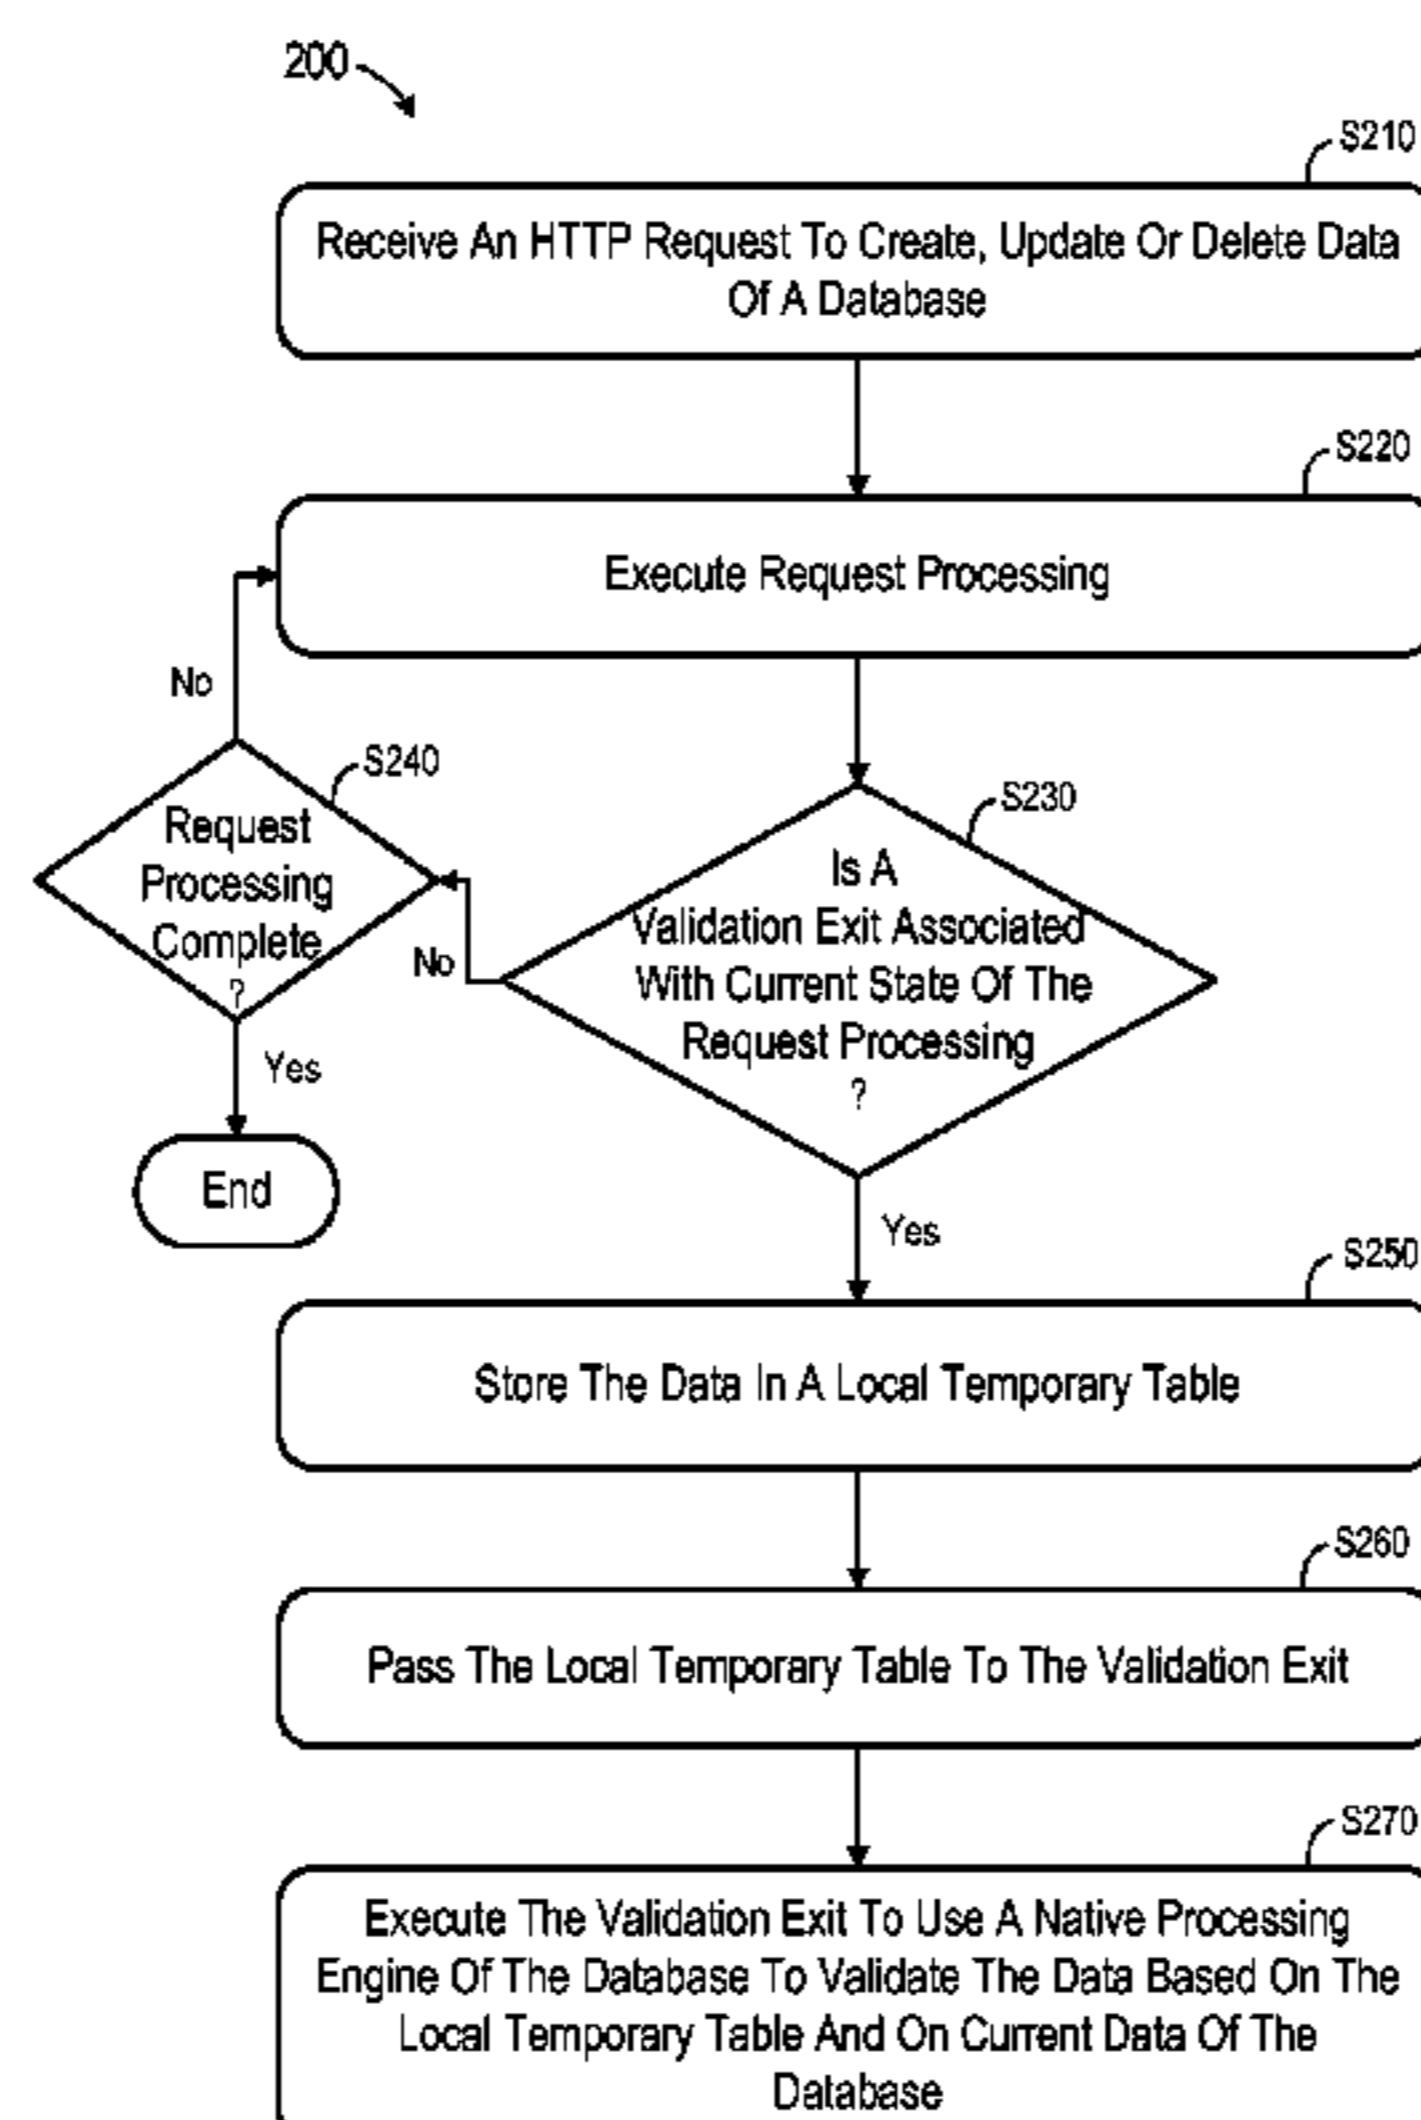 200
S210
Receive An HTTP Request To Create, Update Or Delete Data
Of A Database
S220
Execute Request Processing
No
S240
Request
Processing
Complete
?
S230
Is A
Validation Exit Associated
With Current State Of The
Request Processing
?
No
Yes
End
Yes
S250
Store The Data In A Local Temporary Table
S260
Pass The Local Temporary Table To The Validation Exit
S270
Execute The Validation Exit To Use A Native Processing
Engine Of The Database To Validate The Data Based On The
Local Temporary Table And On Current Data Of The
Database